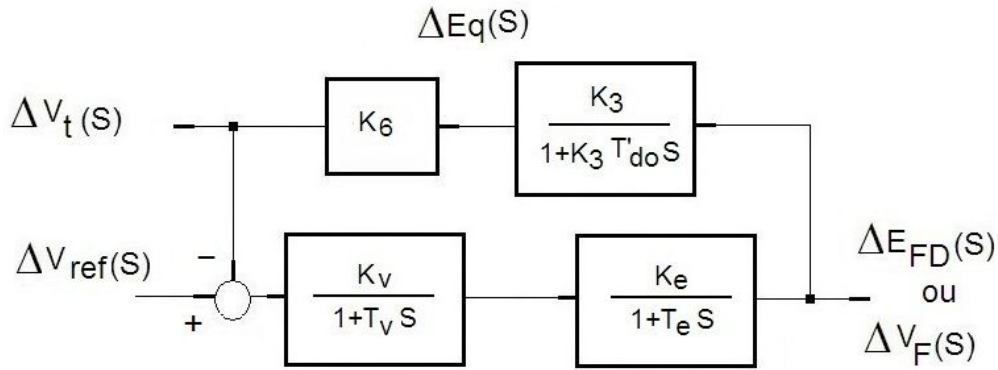 ΔEq(S)
ΔVt(S)
K6
K3
1+K3 T'do S
ΔVref(S)
−
+
Kv
1+Tv S
Ke
1+Te S
ΔEFD(S)
ou
ΔVF(S)